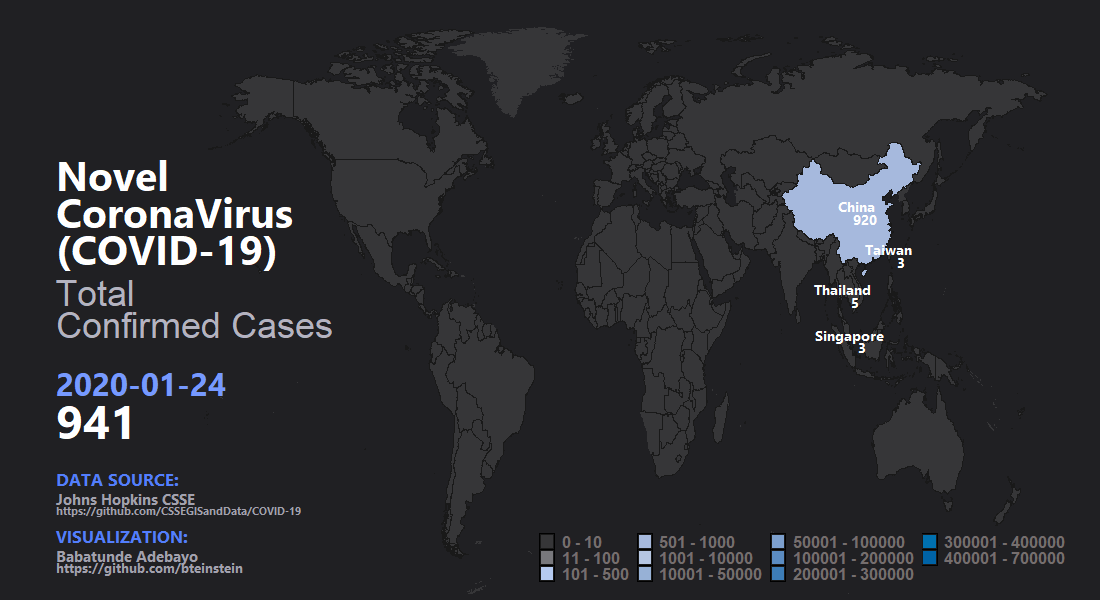 Novel
CoronaVirus
(COVID-19)
Total
Confirmed Cases
2020-01-24
941
DATA SOURCE:
Johns Hopkins CSSE
https://github.com/CSSEGISandData/COVID-19
VISUALIZATION:
Babatunde Adebayo
https://github.com/bteinstein
China
920
Taiwan
3
Thailand
5
Singapore
3
0 - 10
11 - 100
101 - 500
501 - 1000
1001 - 10000
10001 - 50000
50001 - 100000
100001 - 200000
200001 - 300000
300001 - 400000
400001 - 700000